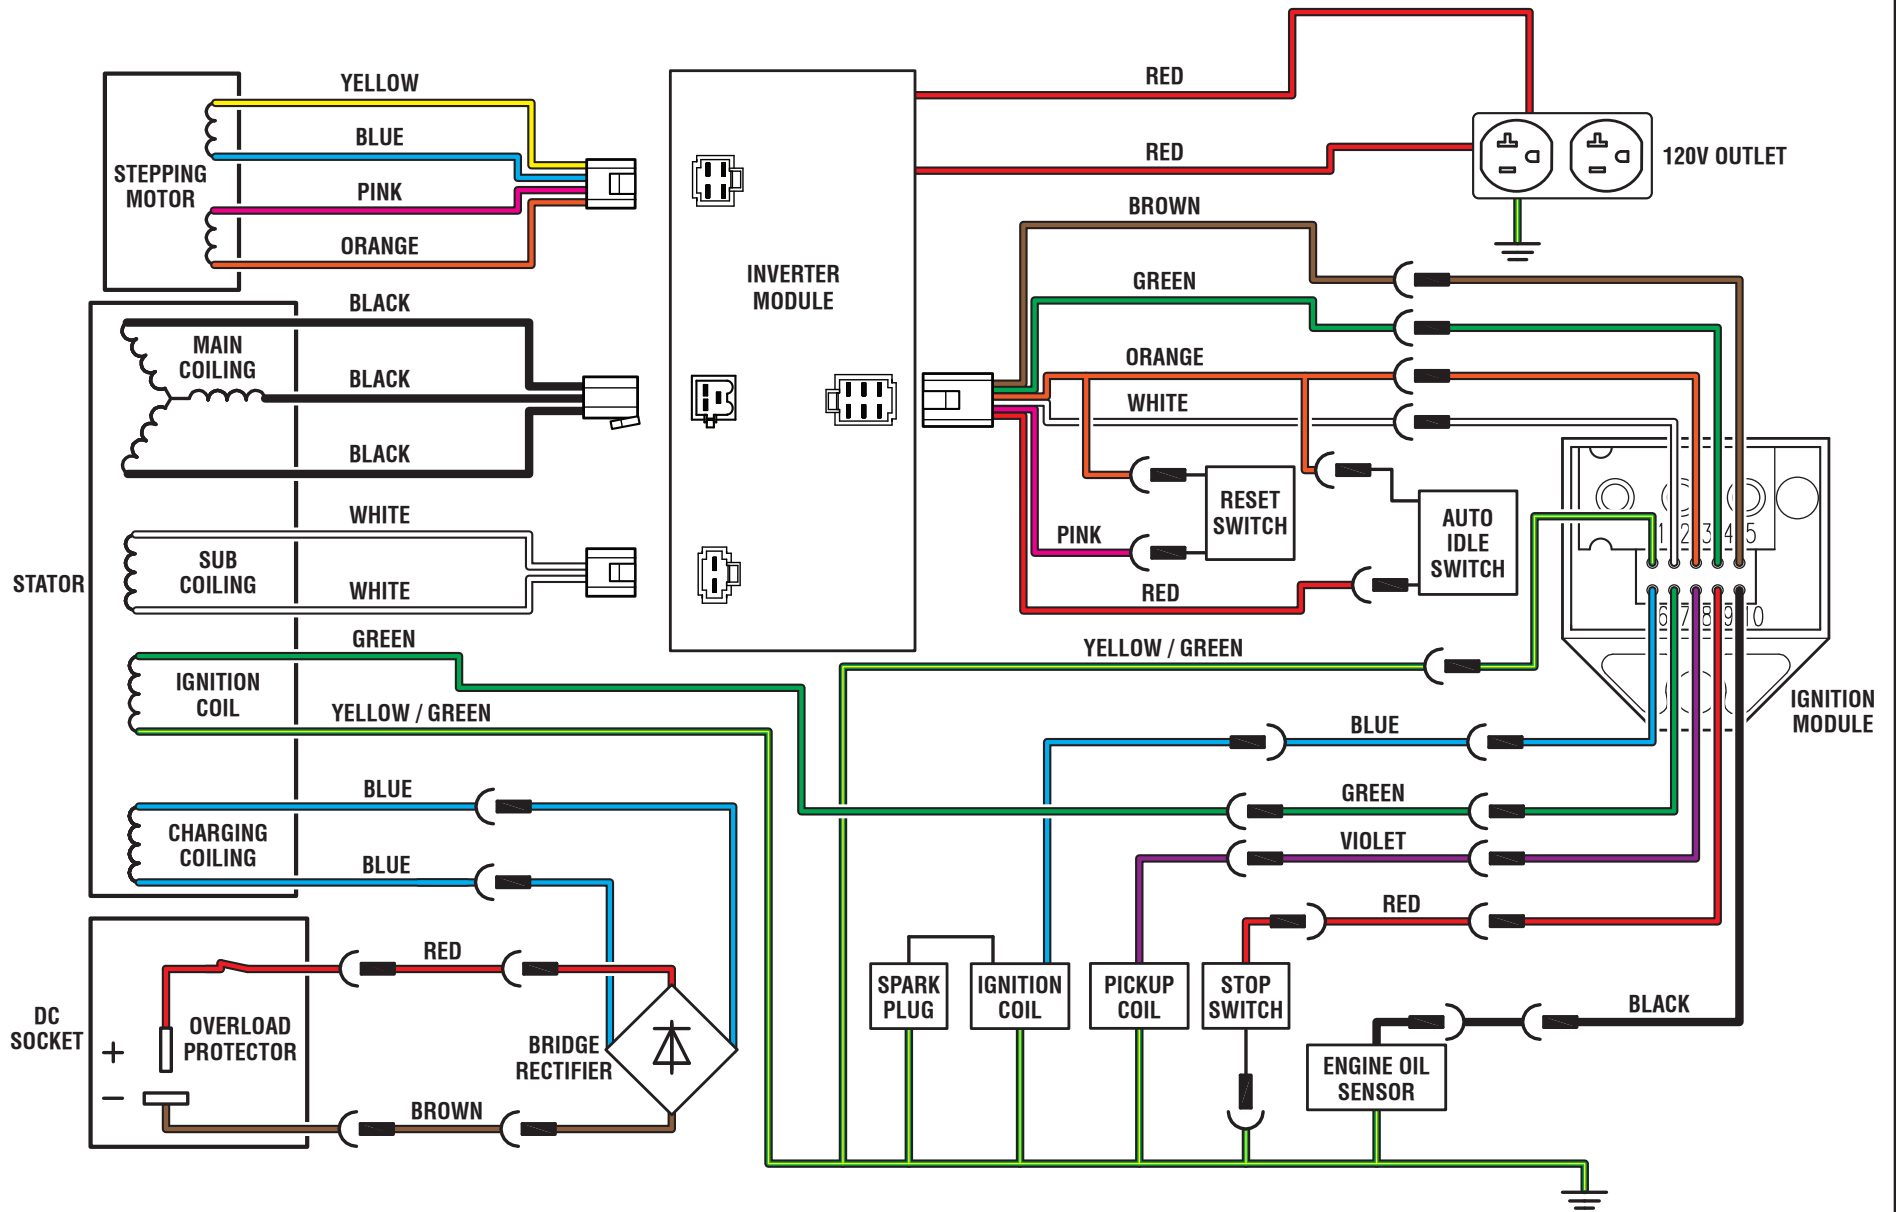 YELLOW
BLUE
STEPPING
MOTOR
PINK
ORANGE
BLACK
MAIN
COILING
BLACK
BLACK
WHITE
SUB
COILING
WHITE
STATOR
GREEN
IGNITION
COIL
YELLOW / GREEN
BLUE
CHARGING
COILING
BLUE
DC
SOCKET
+
–
OVERLOAD
PROTECTOR
RED
BRIDGE
RECTIFIER
BROWN
INVERTER
MODULE
RED
RED
120V OUTLET
BROWN
GREEN
ORANGE
WHITE
RESET
SWITCH
PINK
AUTO
IDLE
SWITCH
RED
YELLOW / GREEN
1 2 3 4 5
6 7 8 9 10
IGNITION
MODULE
BLUE
GREEN
VIOLET
RED
SPARK
PLUG
IGNITION
COIL
PICKUP
COIL
STOP
SWITCH
BLACK
ENGINE OIL
SENSOR